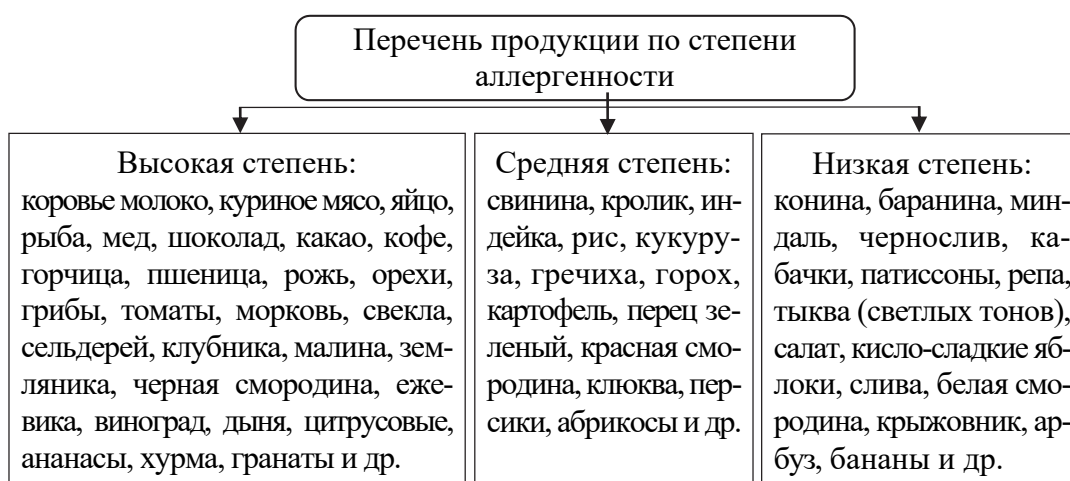 Перечень продукции по степени
аллергенности
Высокая степень:
коровье молоко, куриное мясо, яйцо,
рыба, мед, шоколад, какао, кофе,
горчица, пшеница, рожь, орехи,
грибы, томаты, морковь, свекла,
сельдерей, клубника, малина, зем-
ляника, черная смородина, еже-
вика, виноград, дыня, цитрусовые,
ананасы, хурма, гранаты и др.
Средняя степень:
свинина, кролик, ин-
дейка, рис, кукуру-
за, гречиха, горох,
картофель, перец зе-
леный, красная смо-
родина, клюква, пер-
сики, абрикосы и др.
Низкая степень:
конина, баранина, мин-
даль, чернослив, ка-
бачки, патиссоны, репа,
тыква (светлых тонов),
салат, кисло-сладкие яб-
локи, слива, белая смо-
родина, крыжовник, ар-
буз, бананы и др.